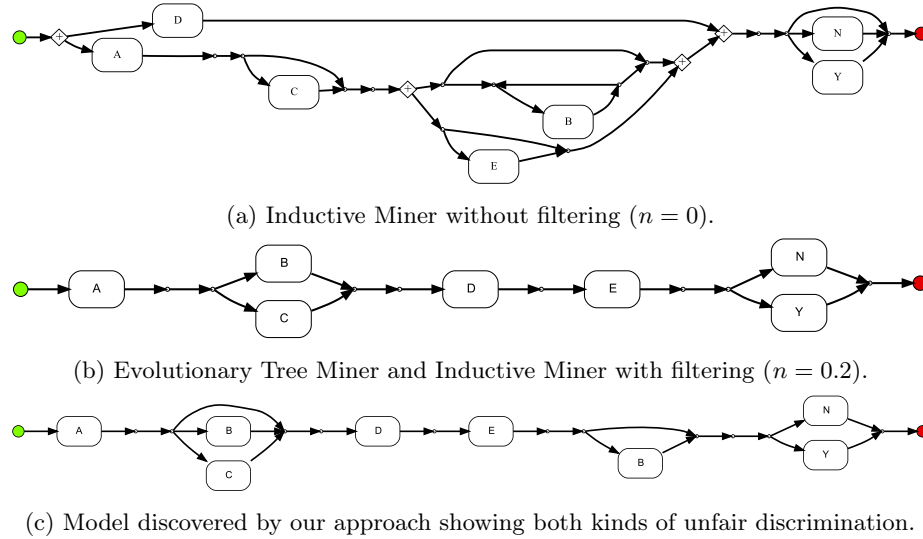 D
+
A
C
+
B
E
+
+
N
Y
(a) Inductive Miner without filtering (n = 0).
A
B
C
D
E
N
Y
(b) Evolutionary Tree Miner and Inductive Miner with filtering (n = 0.2).
A
B
C
D
E
B
N
Y
(c) Model discovered by our approach showing both kinds of unfair discrimination.